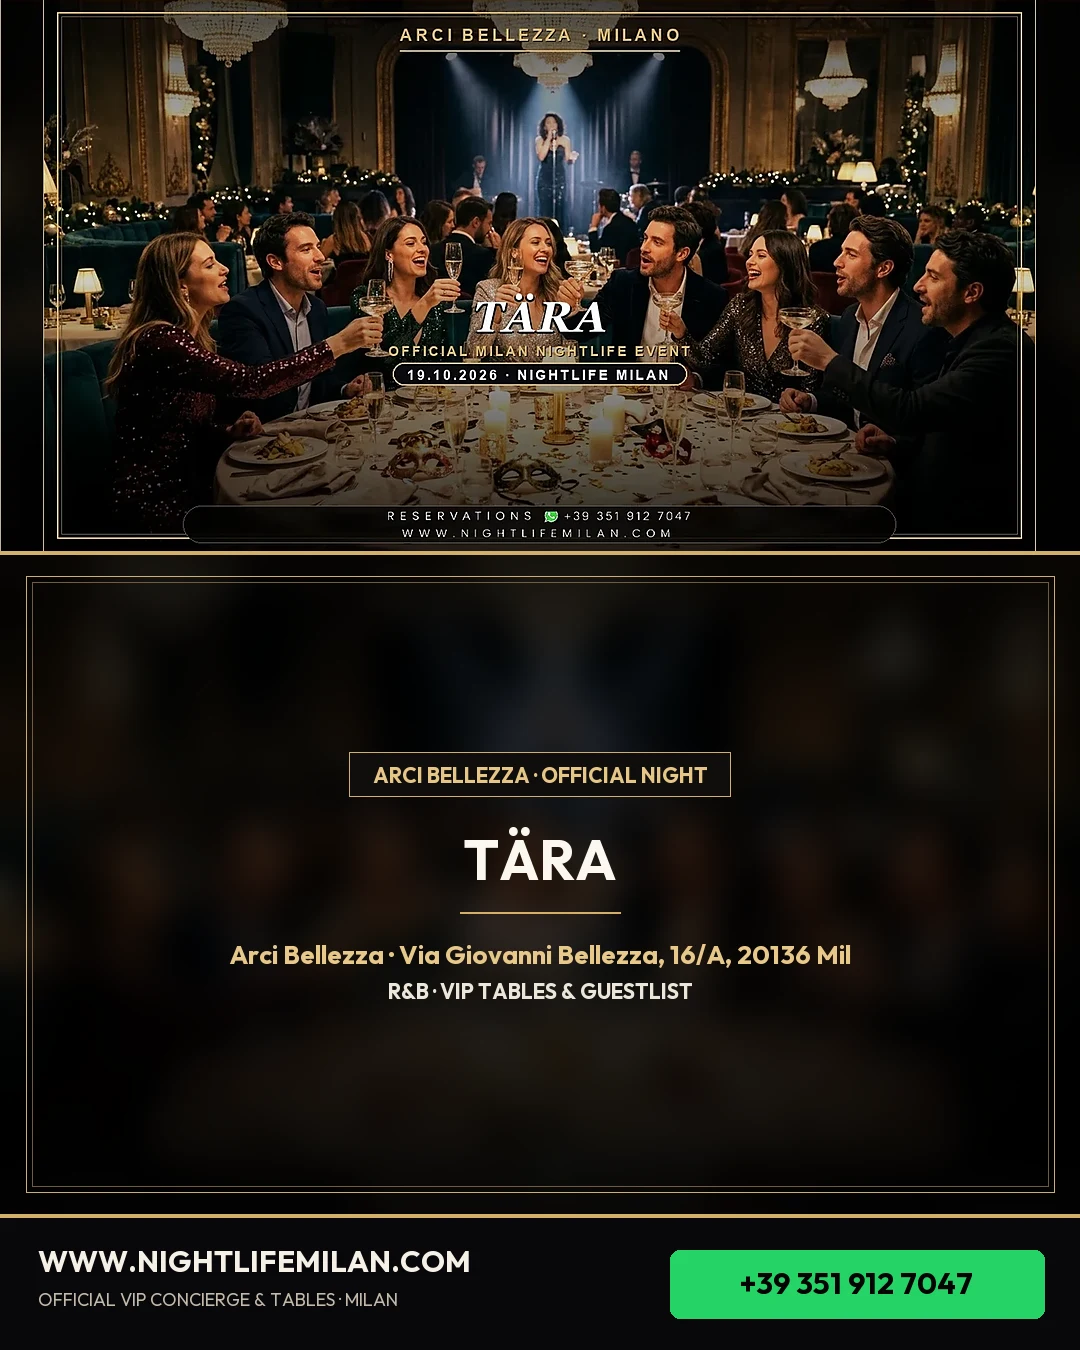 ARCI BELLEZZA · MILANO
TÄRA
OFFICIAL MILAN NIGHTLIFE EVENT
19.10.2026 · NIGHTLIFE MILAN
RESERVATIONS +39 351 912 7047
WWW.NIGHTLIFEMILAN.COM
ARCI BELLEZZA · OFFICIAL NIGHT
TÄRA
Arci Bellezza · Via Giovanni Bellezza, 16/A, 20136 Mil
R&B · VIP TABLES & GUESTLIST
WWW.NIGHTLIFEMILAN.COM
OFFICIAL VIP CONCIERGE & TABLES · MILAN
+39 351 912 7047